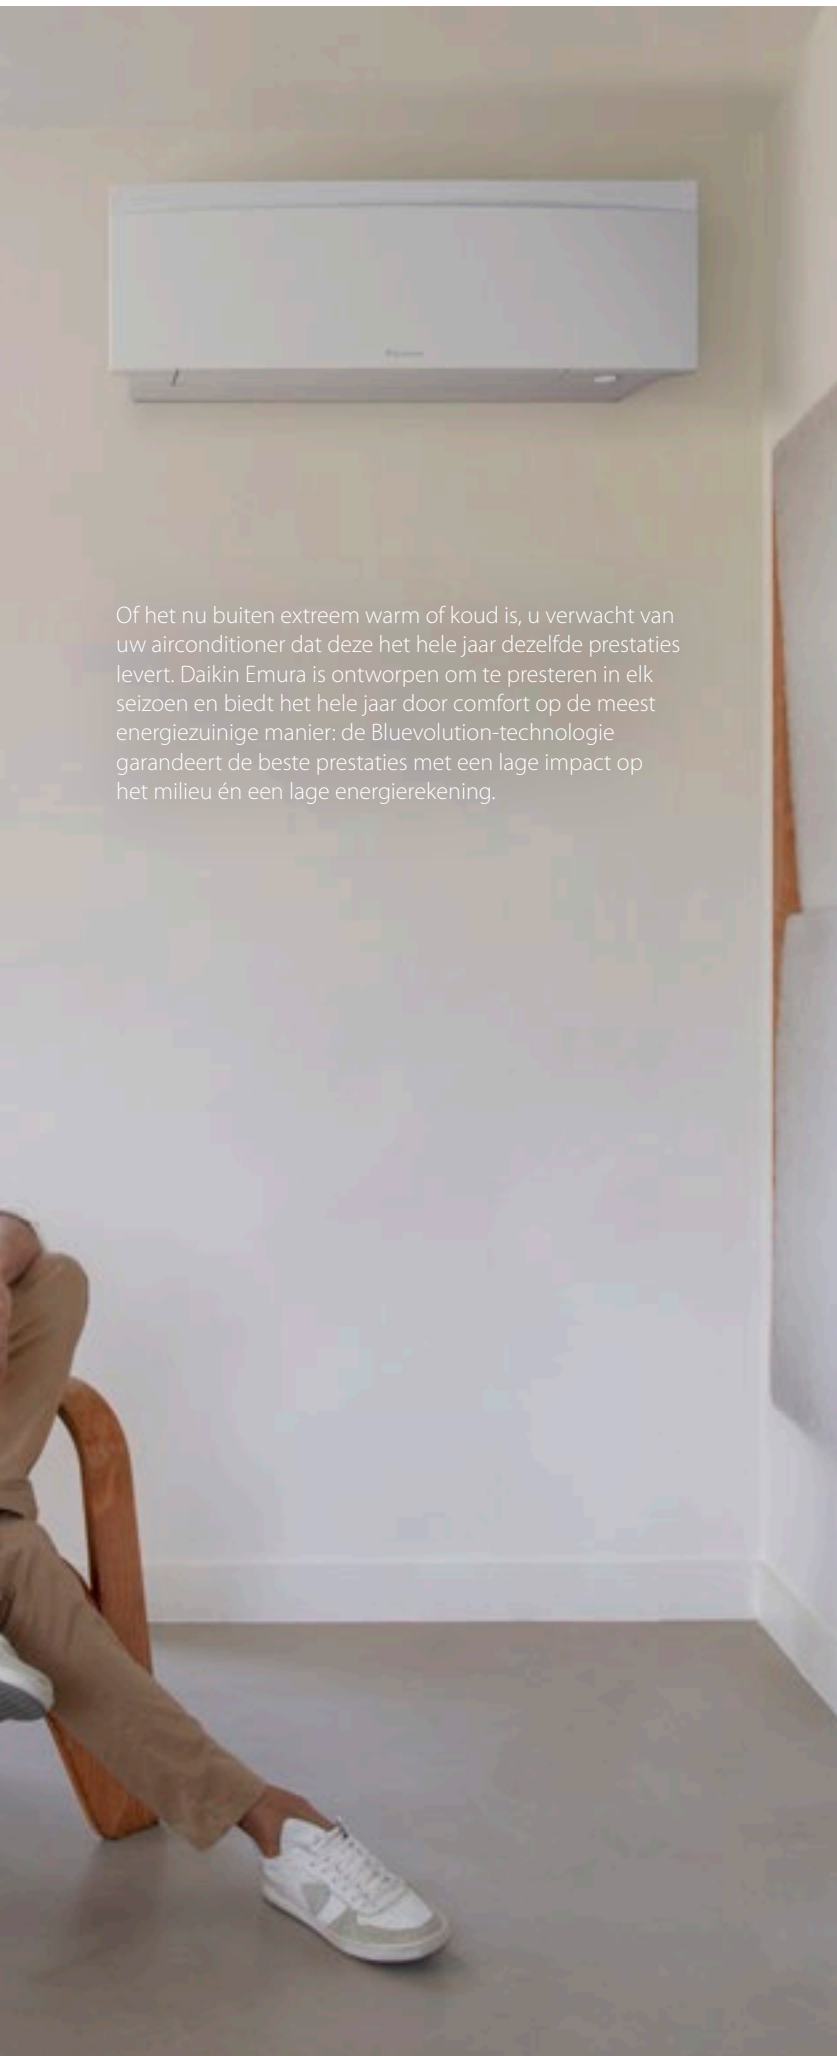 Of het nu buiten extreem warm of koud is, u verwacht van
uw airconditioner dat deze het hele jaar dezelfde prestaties
levert. Daikin Emura is ontworpen om te presteren in elk
seizoen en biedt het hele jaar door comfort op de meest
energiezuinige manier: de Bluevolution-technologie
garandeert de beste prestaties met een lage impact op
het milieu én een lage energierekening.